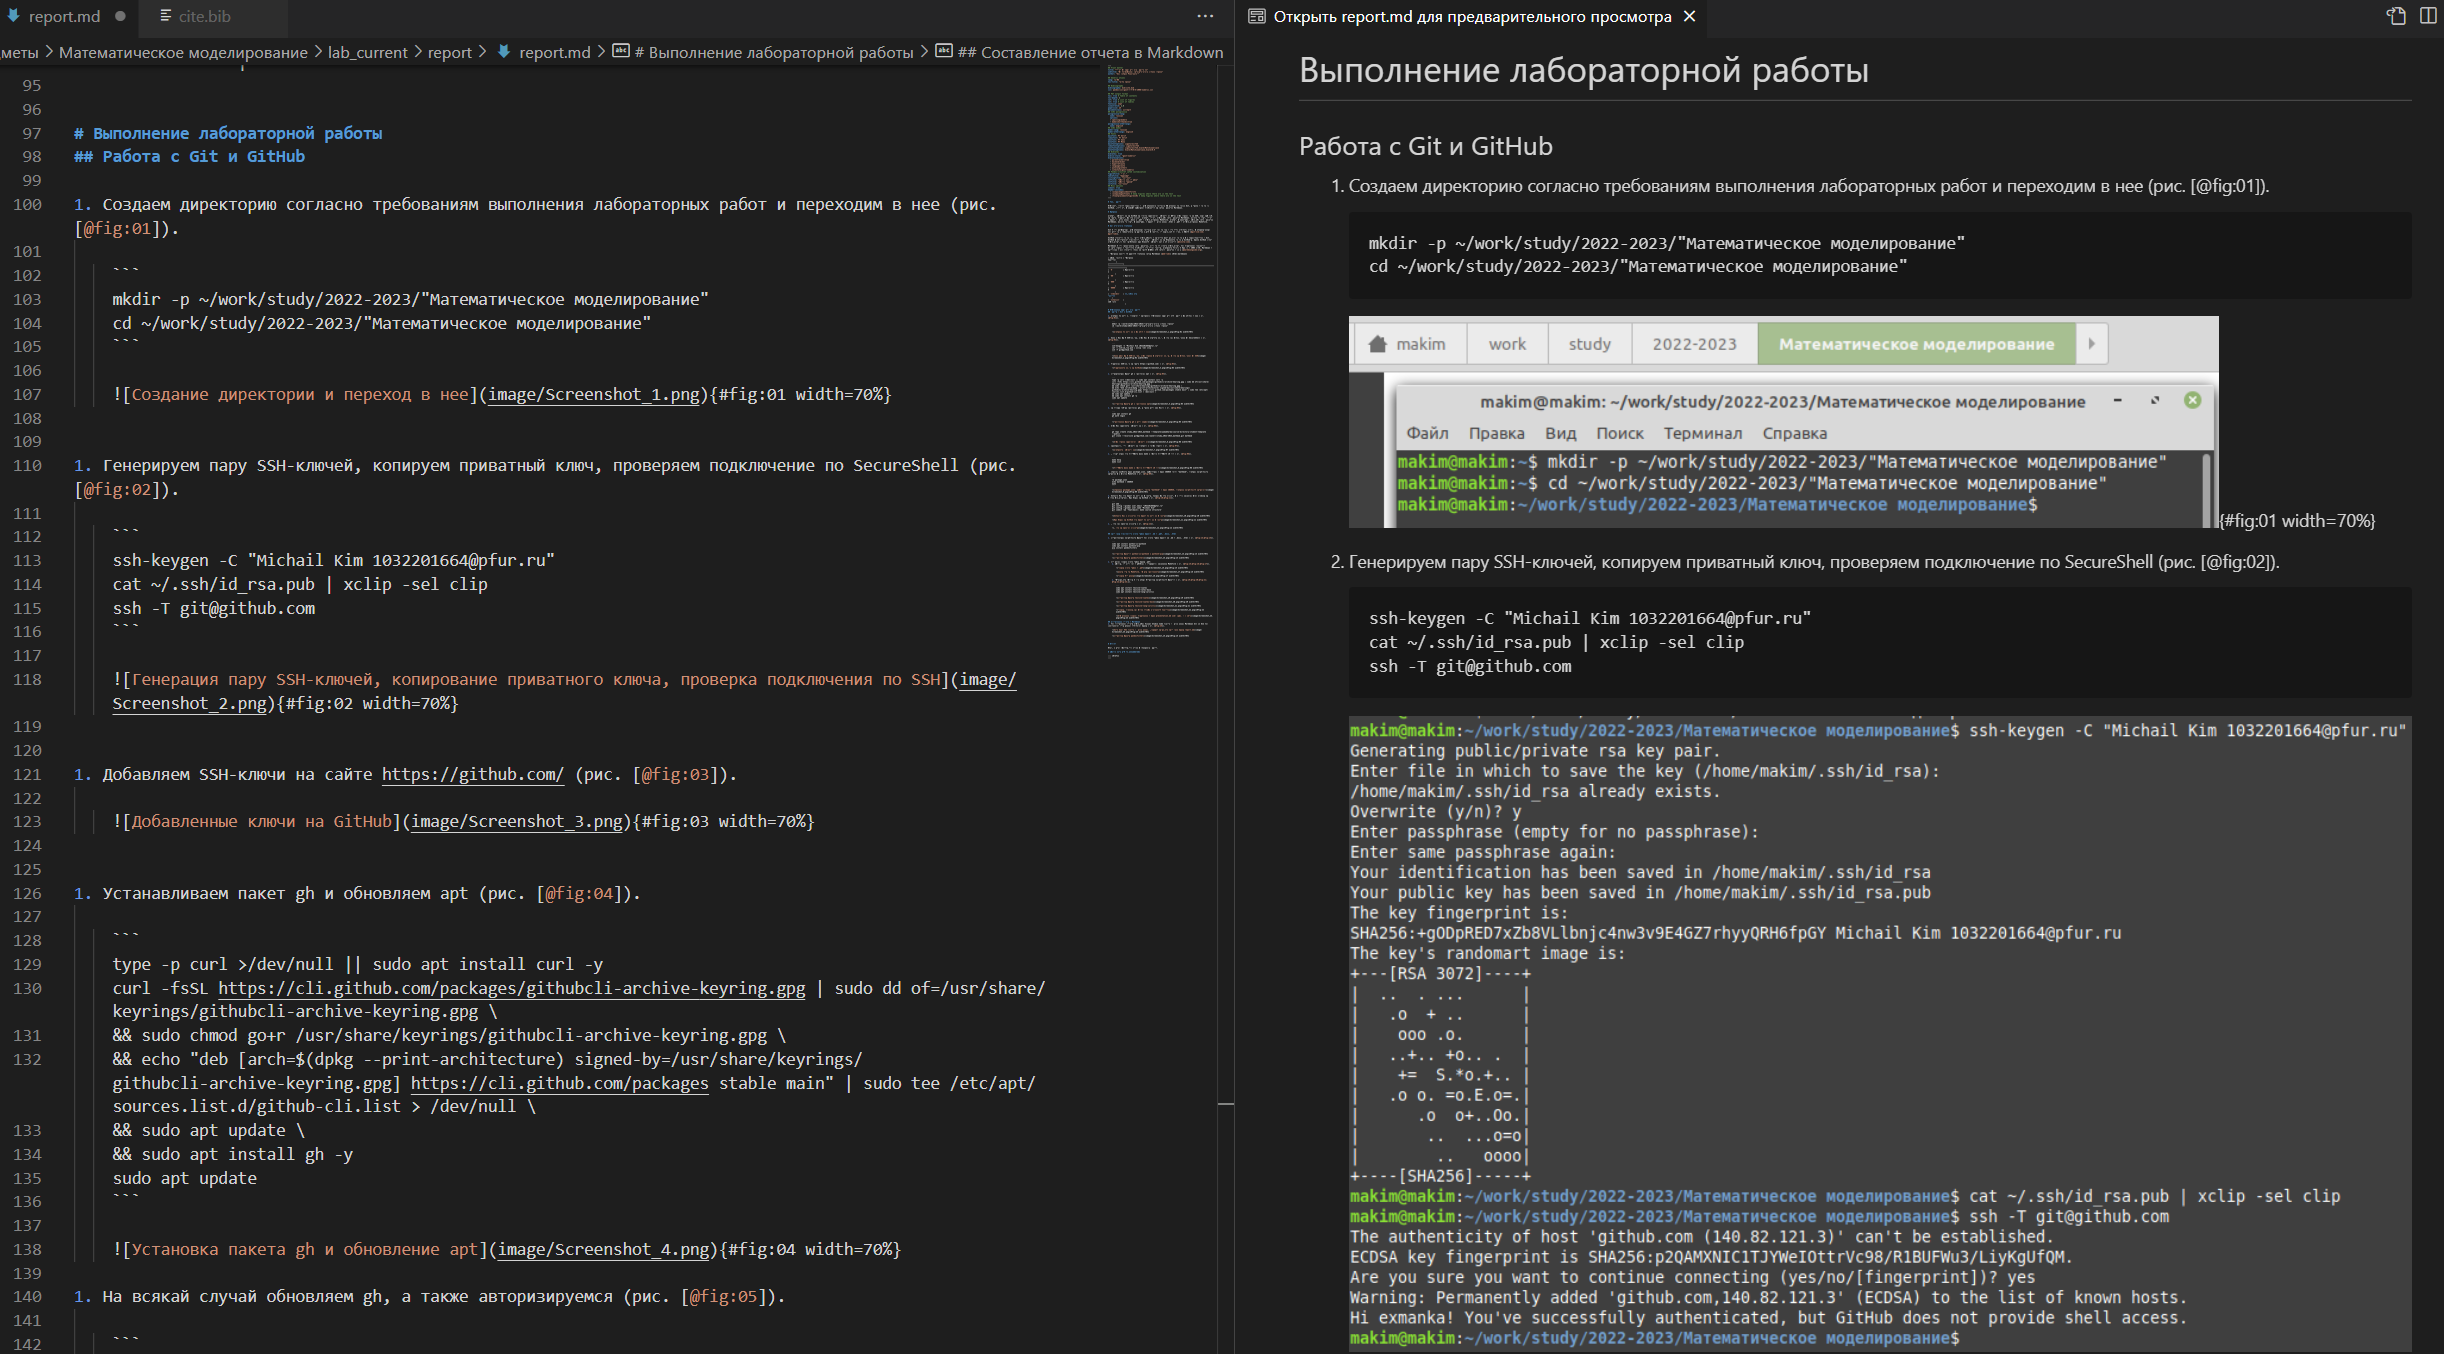 report.md
cite.bib
Открыть report.md для предварительного просмотра
меты > Математическое моделирование > lab_current > report > report.md > # Выполнение лабораторной работы > ## Составление отчета в Markdown
95
96
97 # Выполнение лабораторной работы
98 ## Работа с Git и GitHub
99
100 1. Создаем директорию согласно требованиям выполнения лабораторных работ и переходим в нее (рис.
[@fig:01]).
101
102 ```
103 mkdir -p ~/work/study/2022-2023/"Математическое моделирование"
104 cd ~/work/study/2022-2023/"Математическое моделирование"
105 ```
106
107 ![Создание директории и переход в нее](image/Screenshot_1.png){#fig:01 width=70%}
108
109
110 1. Генерируем пару SSH-ключей, копируем приватный ключ, проверяем подключение по SecureShell (рис.
[@fig:02]).
111
112 ```
113 ssh-keygen -C "Michail Kim 1032201664@pfur.ru"
114 cat ~/.ssh/id_rsa.pub | xclip -sel clip
115 ssh -T git@github.com
116 ```
117
118 ![Генерация пару SSH-ключей, копирование приватного ключа, проверка подключения по SSH](image/
Screenshot_2.png){#fig:02 width=70%}
119
120
121 1. Добавляем SSH-ключи на сайте https://github.com/ (рис. [@fig:03]).
122
123 ![Добавленные ключи на GitHub](image/Screenshot_3.png){#fig:03 width=70%}
124
125
126 1. Устанавливаем пакет gh и обновляем apt (рис. [@fig:04]).
127
128 ```
129 type -p curl >/dev/null || sudo apt install curl -y
130 curl -fsSL https://cli.github.com/packages/githubcli-archive-keyring.gpg | sudo dd of=/usr/share/
keyrings/githubcli-archive-keyring.gpg \
131 && sudo chmod go+r /usr/share/keyrings/githubcli-archive-keyring.gpg \
132 && echo "deb [arch=$(dpkg --print-architecture) signed-by=/usr/share/keyrings/
githubcli-archive-keyring.gpg] https://cli.github.com/packages stable main" | sudo tee /etc/apt/
sources.list.d/github-cli.list > /dev/null \
133 && sudo apt update \
134 && sudo apt install gh -y
135 sudo apt update
136 ```
137
138 ![Установка пакета gh и обновление apt](image/Screenshot_4.png){#fig:04 width=70%}
139
140 1. На всякай случай обновляем gh, а также авторизируемся (рис. [@fig:05]).
141
142 ```
Выполнение лабораторной работы
Работа с Git и GitHub
1. Создаем директорию согласно требованиям выполнения лабораторных работ и переходим в нее (рис. [@fig:01]).
mkdir -p ~/work/study/2022-2023/"Математическое моделирование"
cd ~/work/study/2022-2023/"Математическое моделирование"
makim work study 2022-2023 Математическое моделирование
makim@makim: ~/work/study/2022-2023/Математическое моделирование
Файл Правка Вид Поиск Терминал Справка
makim@makim:~$ mkdir -p ~/work/study/2022-2023/"Математическое моделирование"
makim@makim:~$ cd ~/work/study/2022-2023/"Математическое моделирование"
makim@makim:~/work/study/2022-2023/Математическое моделирование$
{#fig:01 width=70%}
2. Генерируем пару SSH-ключей, копируем приватный ключ, проверяем подключение по SecureShell (рис. [@fig:02]).
ssh-keygen -C "Michail Kim 1032201664@pfur.ru"
cat ~/.ssh/id_rsa.pub | xclip -sel clip
ssh -T git@github.com
makim@makim:~/work/study/2022-2023/Математическое моделирование$ ssh-keygen -C "Michail Kim 1032201664@pfur.ru"
Generating public/private rsa key pair.
Enter file in which to save the key (/home/makim/.ssh/id_rsa):
/home/makim/.ssh/id_rsa already exists.
Overwrite (y/n)? y
Enter passphrase (empty for no passphrase):
Enter same passphrase again:
Your identification has been saved in /home/makim/.ssh/id_rsa
Your public key has been saved in /home/makim/.ssh/id_rsa.pub
The key fingerprint is:
SHA256:+gODpRED7xZb8VLlbnjc4nw3v9E4GZ7rhyyQRH6fpGY Michail Kim 1032201664@pfur.ru
The key's randomart image is:
+---[RSA 3072]----+
|  ..  . ...      |
|   .o  + ..      |
|    ooo .o.      |
|   ..+.. +o.. .  |
|    +=  S.*o.+.. |
|   .o o. =o.E.o=.|
|      .o  o+..Oo.|
|       ..  ...o=o|
|        ..   oooo|
+----[SHA256]-----+
makim@makim:~/work/study/2022-2023/Математическое моделирование$ cat ~/.ssh/id_rsa.pub | xclip -sel clip
makim@makim:~/work/study/2022-2023/Математическое моделирование$ ssh -T git@github.com
The authenticity of host 'github.com (140.82.121.3)' can't be established.
ECDSA key fingerprint is SHA256:p2QAMXNIC1TJYWeIOttrVc98/R1BUFWu3/LiyKgUfQM.
Are you sure you want to continue connecting (yes/no/[fingerprint])? yes
Warning: Permanently added 'github.com,140.82.121.3' (ECDSA) to the list of known hosts.
Hi exmanka! You've successfully authenticated, but GitHub does not provide shell access.
makim@makim:~/work/study/2022-2023/Математическое моделирование$